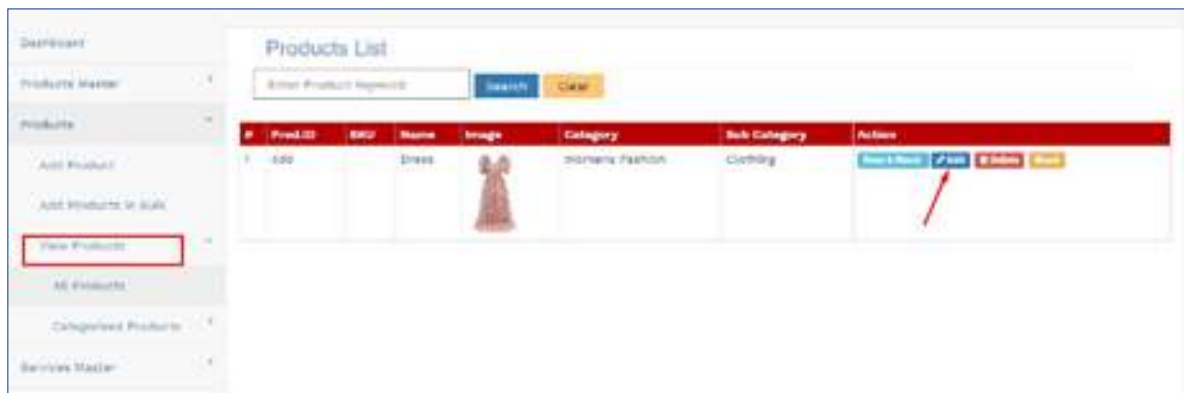 Dashboard
Products List
Products Master
Enter Product Keyword
Search
Clear
Products
# Prod.ID SKU Name Image Category Sub Category Action
1 Dress Womens Fashion Clothing Edit Delete
Add Product
Add Products in Bulk
View Products
All Products
Categorised Products
Services Master